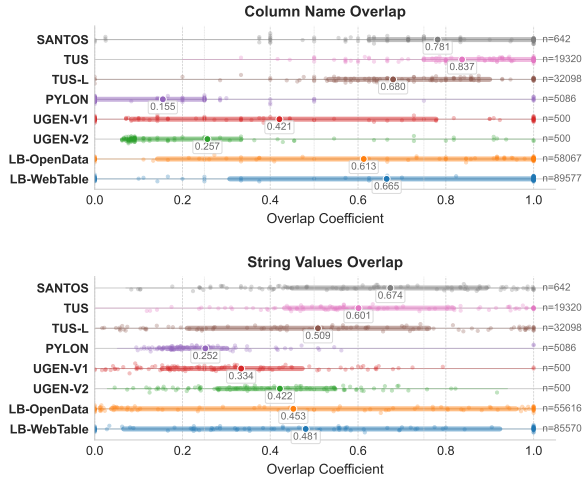 Column Name Overlap
SANTOS 0.781 n=642
TUS 0.837 n=19320
TUS-L 0.680 n=32098
PYLON 0.155 n=5086
UGEN-V1 0.421 n=500
UGEN-V2 0.257 n=500
LB-OpenData 0.613 n=58067
LB-WebTable 0.665 n=89577
0.0 0.2 0.4 0.6 0.8 1.0
Overlap Coefficient
String Values Overlap
SANTOS 0.674 n=642
TUS 0.601 n=19320
TUS-L 0.509 n=32098
PYLON 0.252 n=5086
UGEN-V1 0.334 n=500
UGEN-V2 0.422 n=500
LB-OpenData 0.453 n=55616
LB-WebTable 0.481 n=85570
0.0 0.2 0.4 0.6 0.8 1.0
Overlap Coefficient